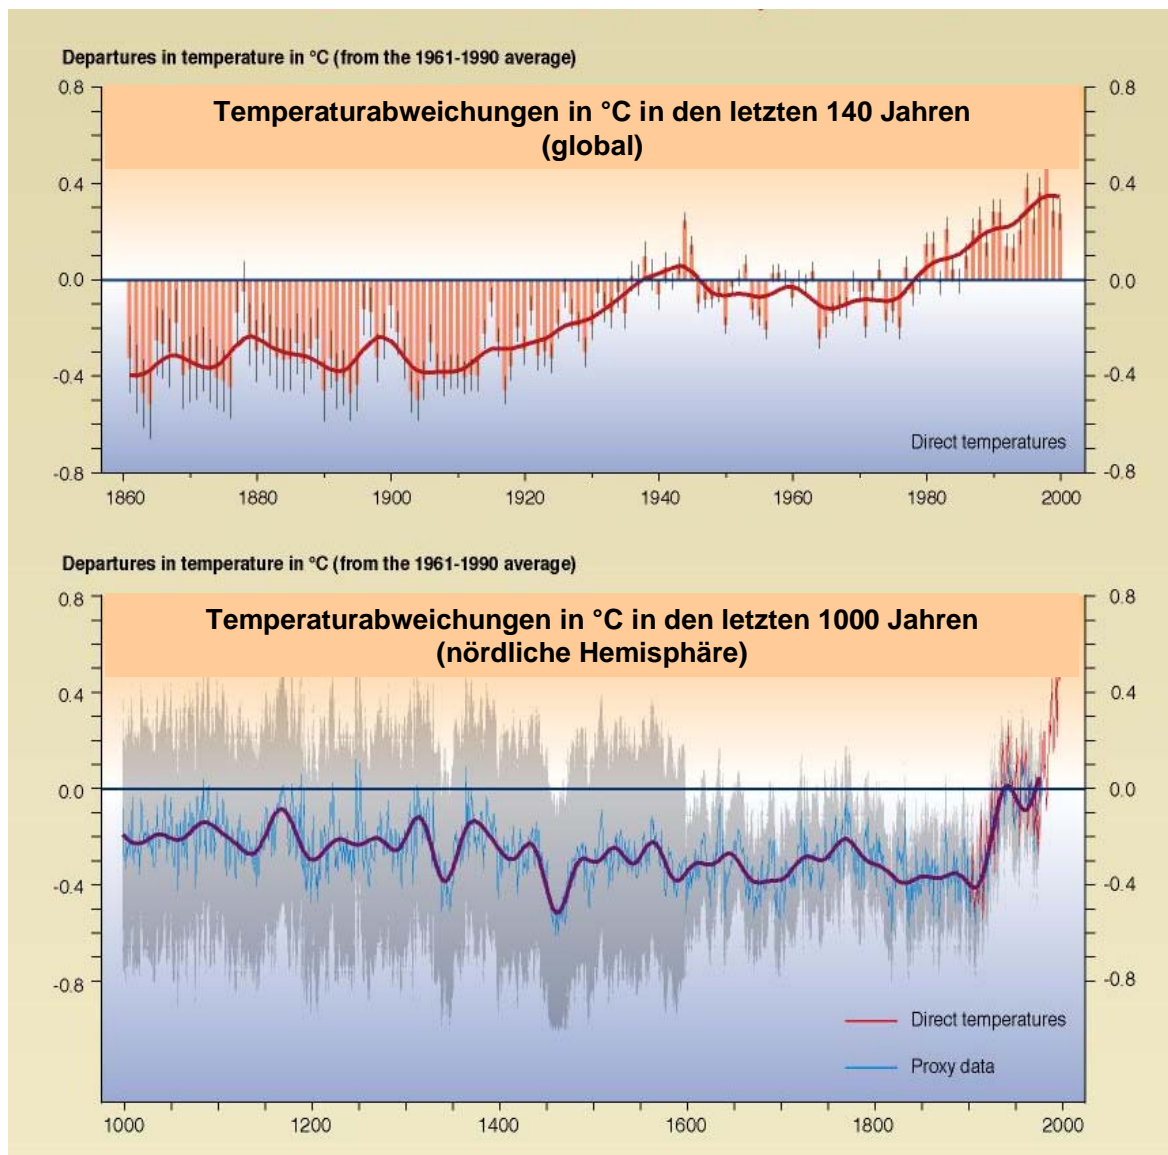 Departures in temperature in °C (from the 1961-1990 average)
Temperaturabweichungen in °C in den letzten 140 Jahren
(global)
0.8 0.8
0.4 0.4
0.0 0.0
-0.4 -0.4
Direct temperatures
-0.8 -0.8
1860 1880 1900 1920 1940 1960 1980 2000
Departures in temperature in °C (from the 1961-1990 average)
0.8 0.8
Temperaturabweichungen in °C in den letzten 1000 Jahren
(nördliche Hemisphäre)
0.4 0.4
0.0 0.0
-0.4 -0.4
-0.8 -0.8
Direct temperatures
Proxy data
1000 1200 1400 1600 1800 2000